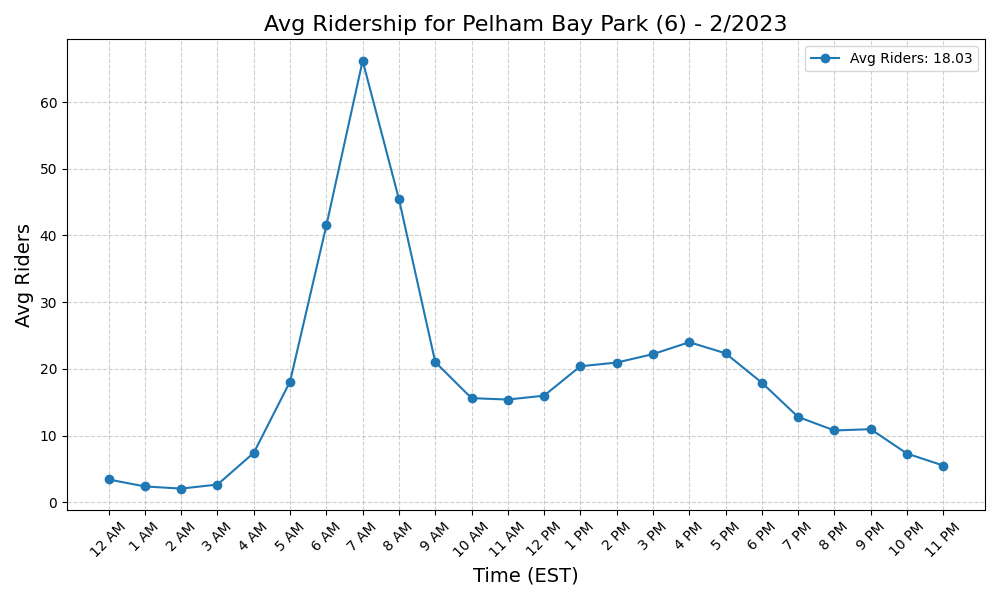 Avg Ridership for Pelham Bay Park (6) - 2/2023
Avg Riders: 18.03
Avg Riders
60
50
40
30
20
10
0
12 AM
1 AM
2 AM
3 AM
4 AM
5 AM
6 AM
7 AM
8 AM
9 AM
10 AM
11 AM
12 PM
1 PM
2 PM
3 PM
4 PM
5 PM
6 PM
7 PM
8 PM
9 PM
10 PM
11 PM
Time (EST)